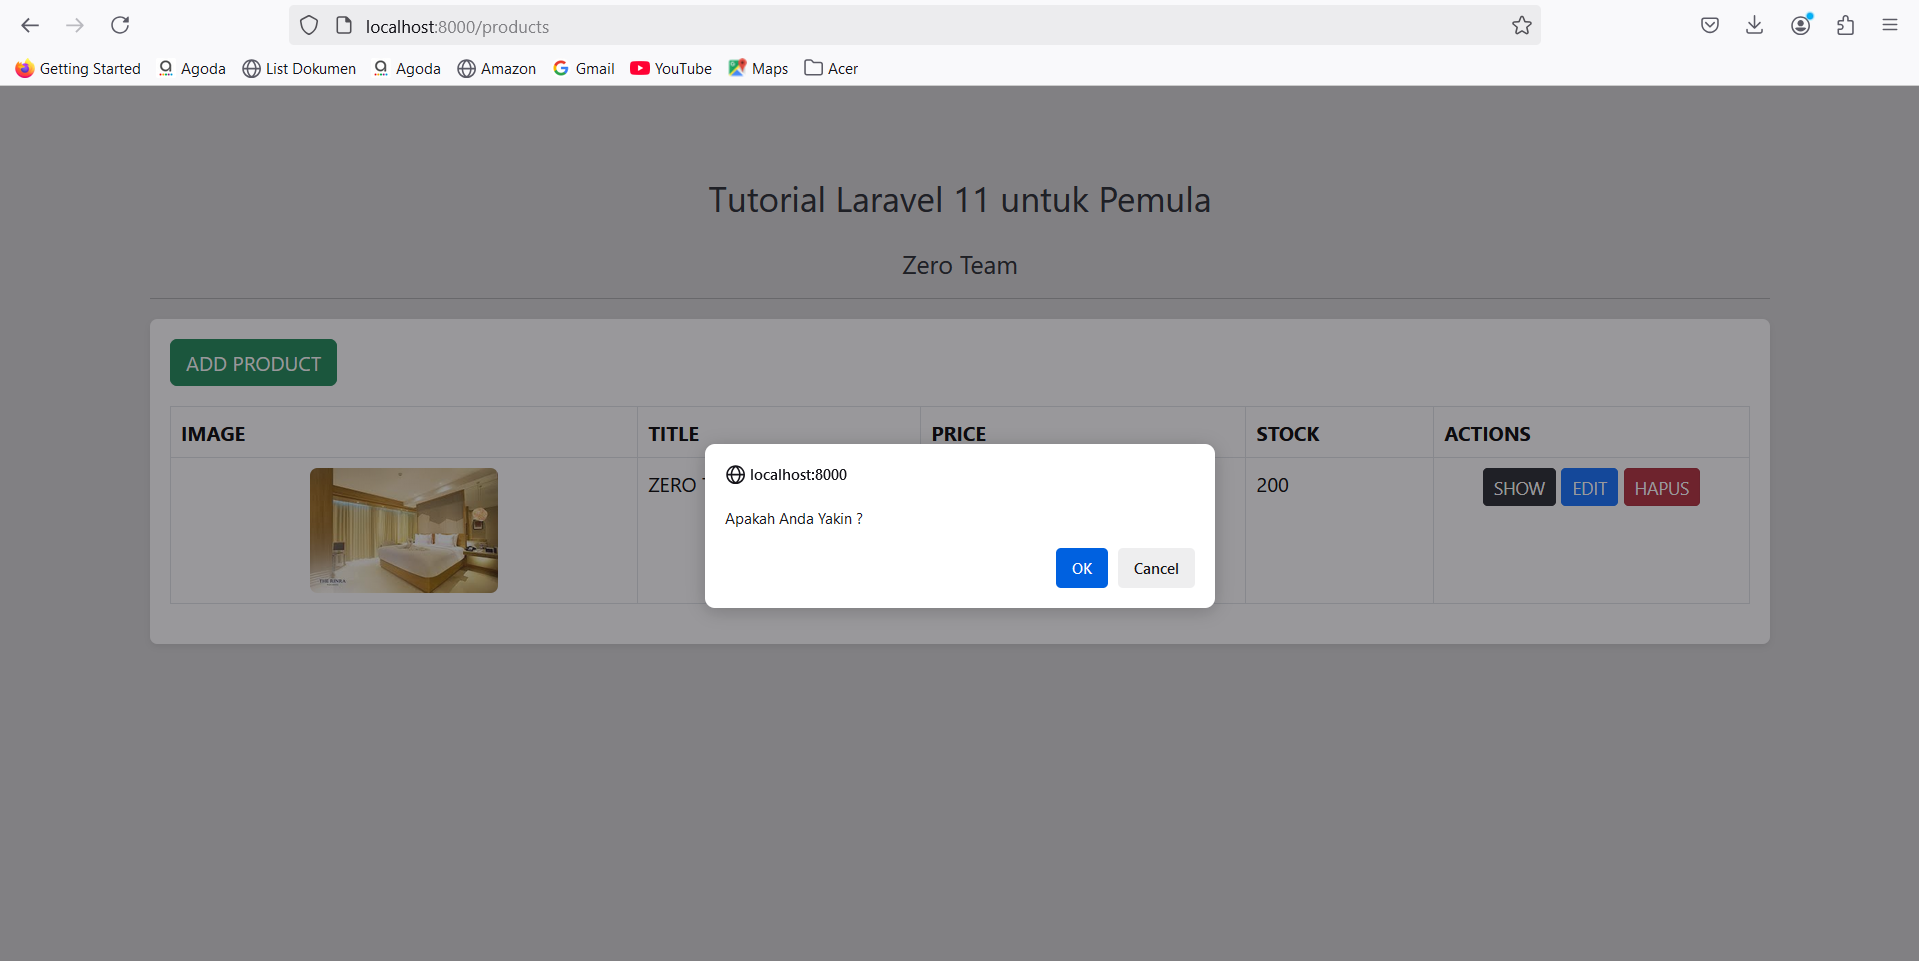 localhost:8000/products
Getting Started Agoda List Dokumen Agoda Amazon Gmail YouTube Maps Acer
Tutorial Laravel 11 untuk Pemula
Zero Team
ADD PRODUCT
IMAGE TITLE PRICE STOCK ACTIONS
ZERO 200 SHOW EDIT HAPUS
localhost:8000
Apakah Anda Yakin ?
OK Cancel